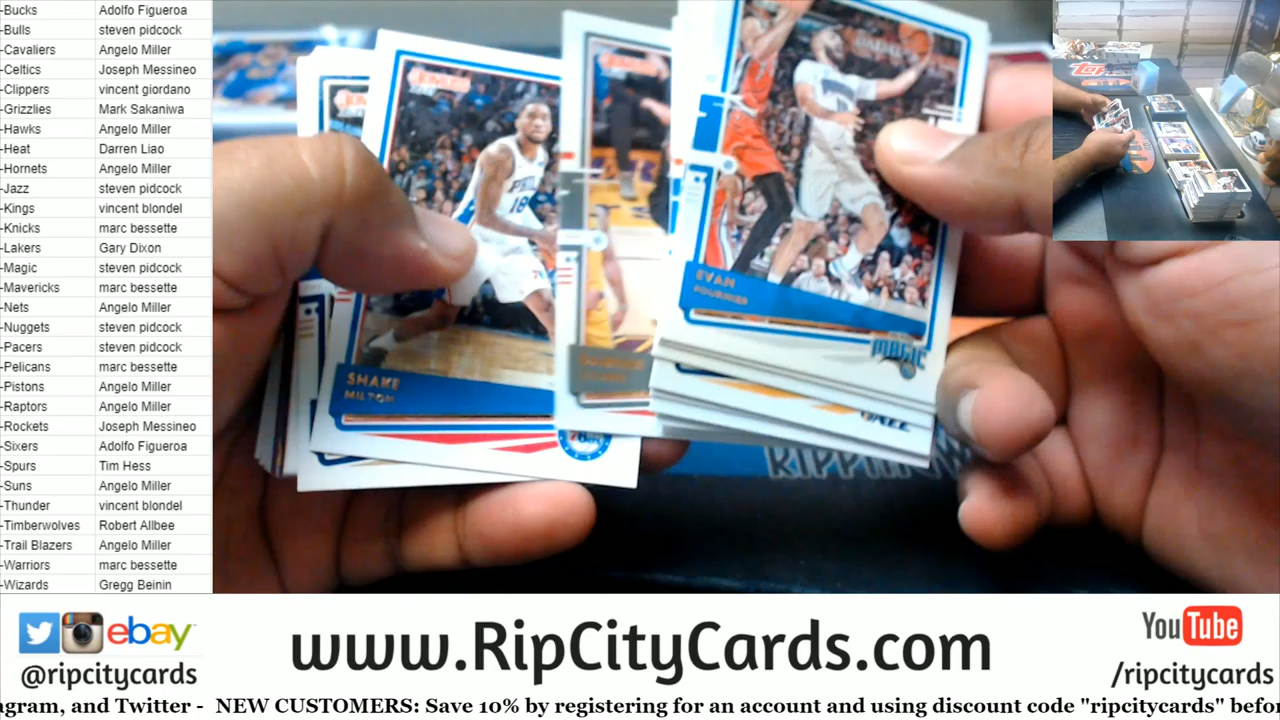 -Bucks Adolfo Figueroa
-Bulls steven pidcock
-Cavaliers Angelo Miller
-Celtics Joseph Messineo
-Clippers vincent giordano
-Grizzlies Mark Sakaniwa
-Hawks Angelo Miller
-Heat Darren Liao
-Hornets Angelo Miller
-Jazz steven pidcock
-Kings vincent blondel
-Knicks marc bessette
-Lakers Gary Dixon
-Magic steven pidcock
-Mavericks marc bessette
-Nets Angelo Miller
-Nuggets steven pidcock
-Pacers steven pidcock
-Pelicans marc bessette
-Pistons Angelo Miller
-Raptors Angelo Miller
-Rockets Joseph Messineo
-Sixers Adolfo Figueroa
-Spurs Tim Hess
-Suns Angelo Miller
-Thunder vincent blondel
-Timberwolves Robert Allbee
-Trail Blazers Angelo Miller
-Warriors marc bessette
-Wizards Gregg Beinin
PHILA
18
SHAKE
MILTON
EVAN
FOURNIER
MAGIC
ebay
@ripcitycards
www.RipCityCards.com
YouTube
/ripcitycards
agram, and Twitter - NEW CUSTOMERS: Save 10% by registering for an account and using discount code "ripcitycards" befo